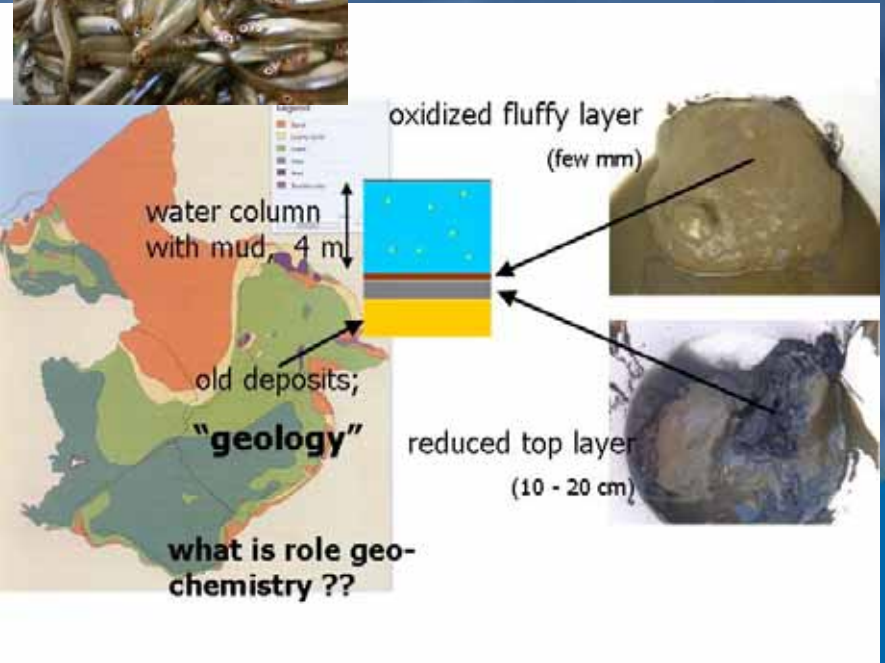 Legend
oxidized fluffy layer
(few mm)
water column
with mud, 4 m
old deposits;
“geology”
reduced top layer
(10 - 20 cm)
what is role geo-
chemistry ??